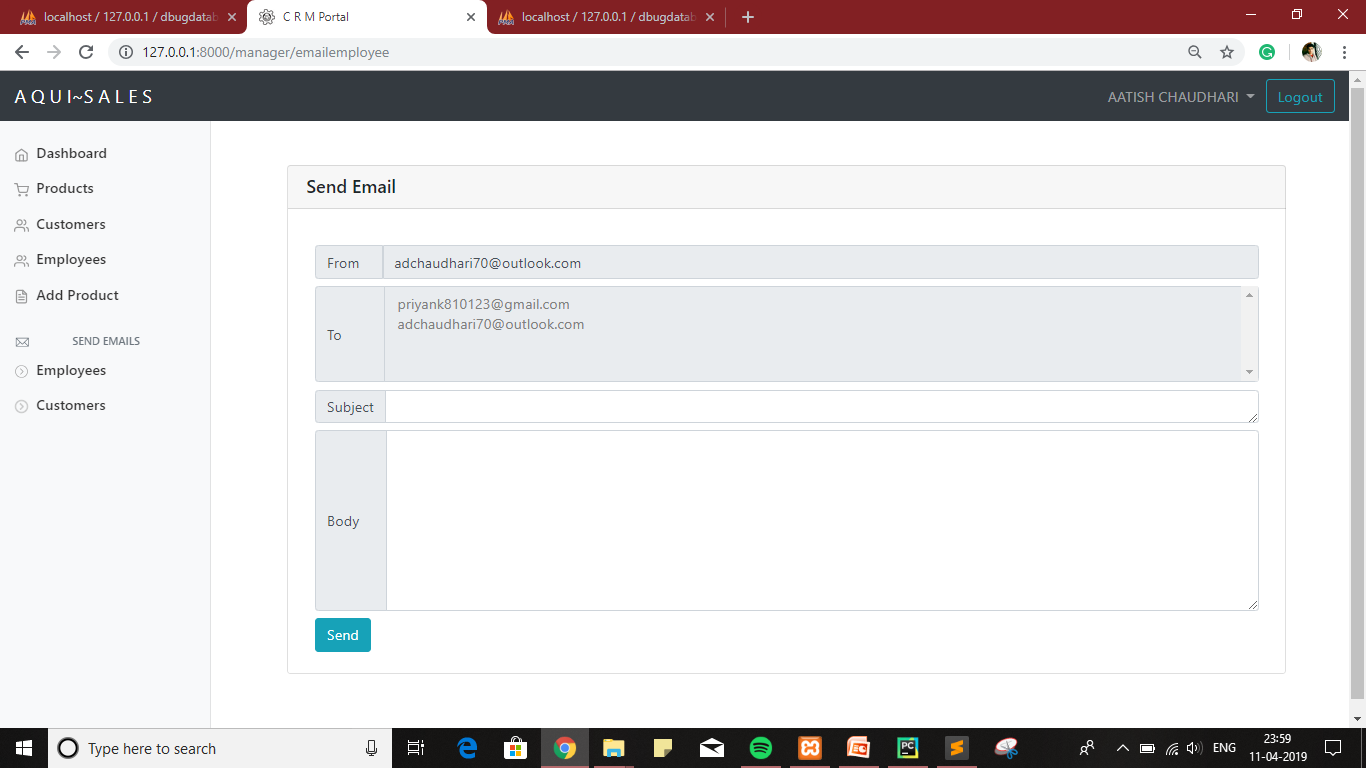 localhost / 127.0.0.1 / dbugdatab
C R M Portal
localhost / 127.0.0.1 / dbugdatab
127.0.0.1:8000/manager/emailemployee
AQUI~SALES
AATISH CHAUDHARI
Logout
Dashboard
Products
Customers
Employees
Add Product
SEND EMAILS
Employees
Customers
Send Email
From
adchaudhari70@outlook.com
To
priyank810123@gmail.com
adchaudhari70@outlook.com
Subject
Body
Send
Type here to search
ENG
23:59
11-04-2019